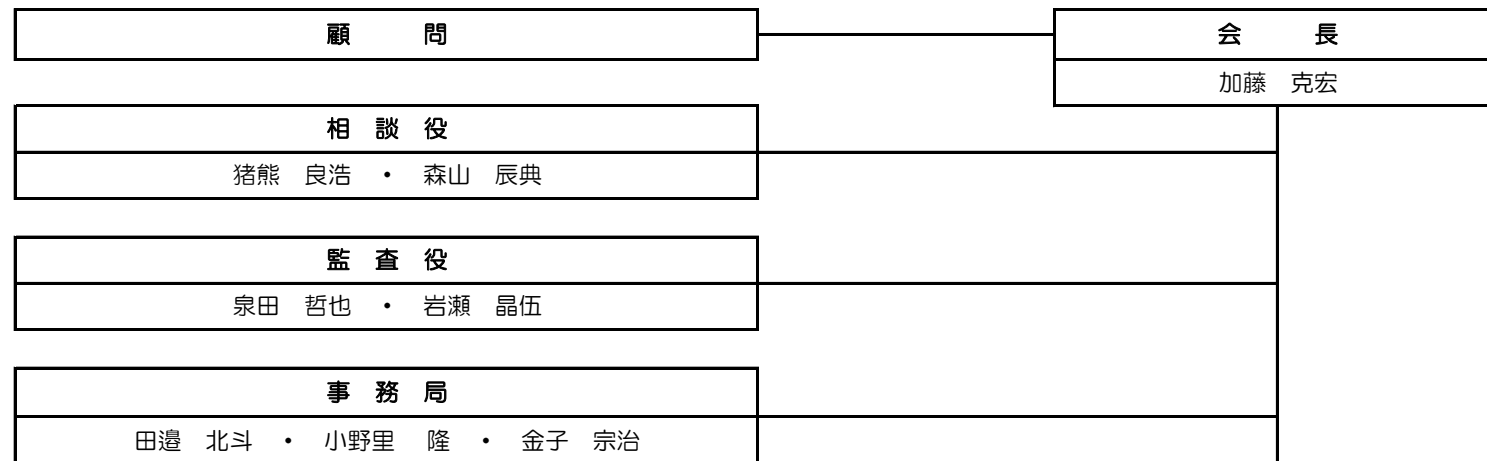 顧　　問
会　　長
加藤　克宏
相　談　役
猪熊　良浩　・　森山　辰典
監　査　役
泉田　哲也　・　岩瀬　晶伍
事　務　局
田邉　北斗　・　小野里　隆　・　金子　宗治